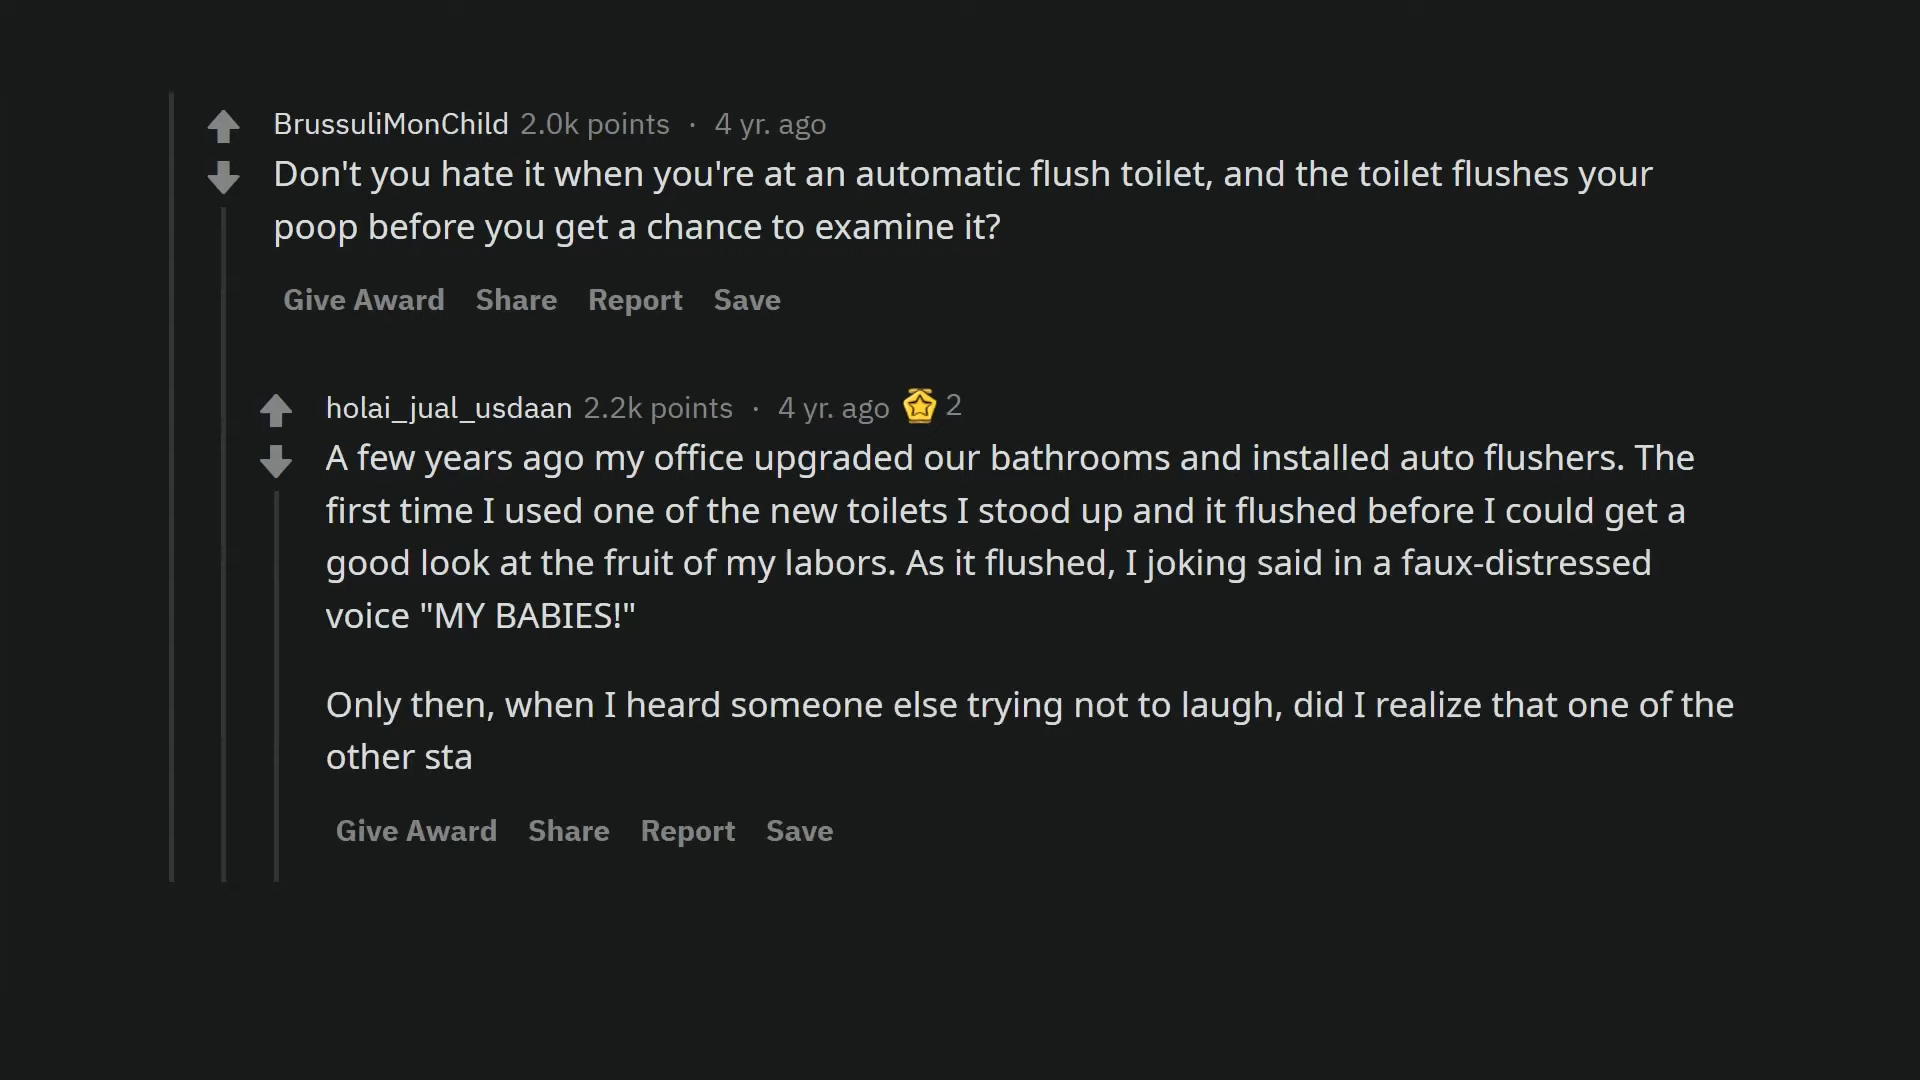 BrussuliMonChild 2.0k points · 4 yr. ago
Don't you hate it when you're at an automatic flush toilet, and the toilet flushes your
poop before you get a chance to examine it?
Give Award Share Report Save
holai_jual_usdaan 2.2k points · 4 yr. ago 2
A few years ago my office upgraded our bathrooms and installed auto flushers. The
first time I used one of the new toilets I stood up and it flushed before I could get a
good look at the fruit of my labors. As it flushed, I joking said in a faux-distressed
voice "MY BABIES!"
Only then, when I heard someone else trying not to laugh, did I realize that one of the
other sta
Give Award Share Report Save